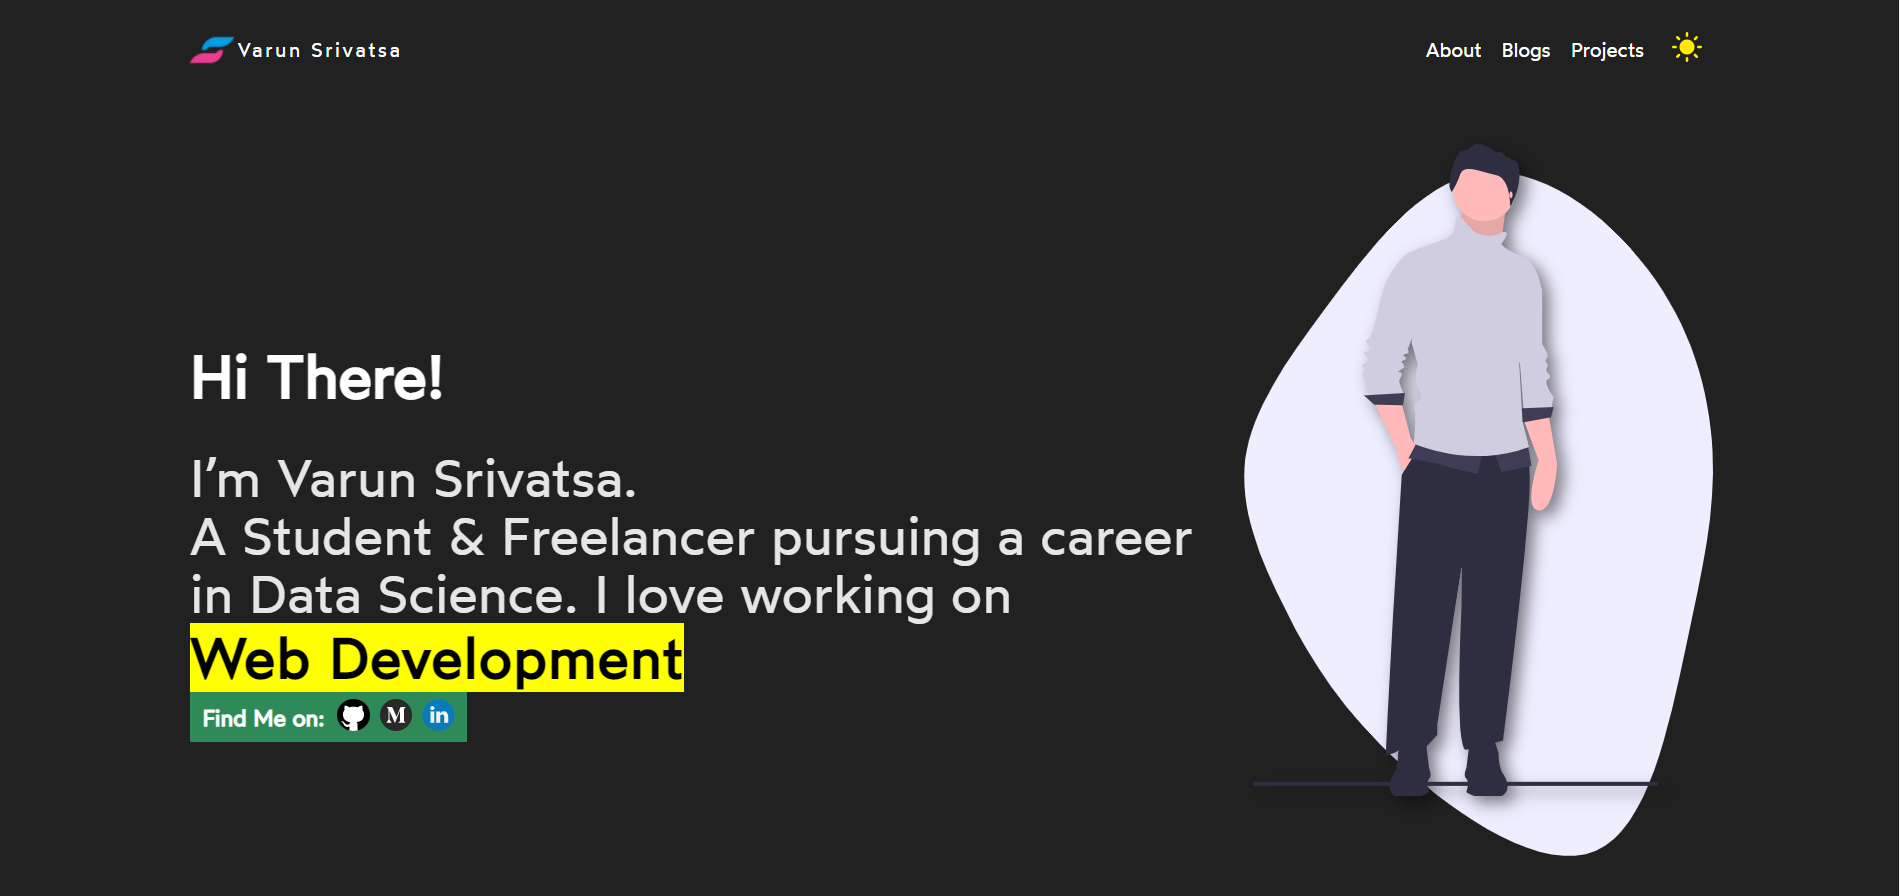 Varun Srivatsa
About Blogs Projects
Hi There!
I’m Varun Srivatsa.
A Student & Freelancer pursuing a career
in Data Science. I love working on
Web Development
Find Me on: M in